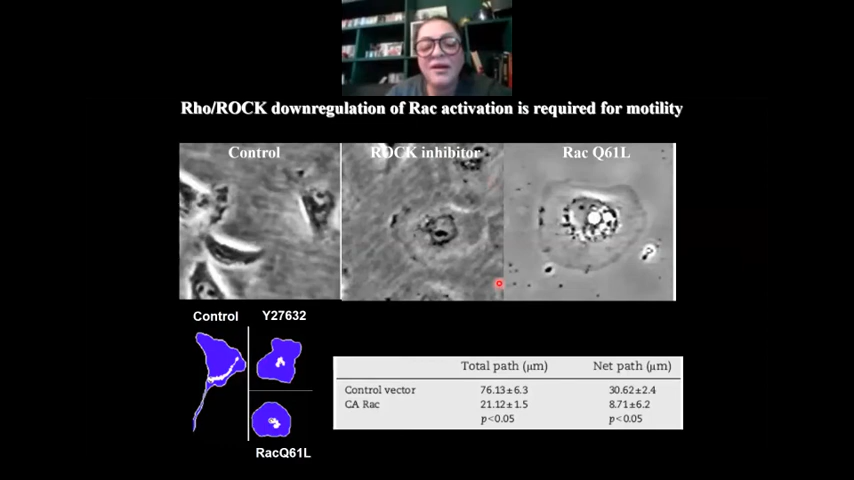 Rho/ROCK downregulation of Rac activation is required for motility
Control
ROCK inhibitor
Rac Q61L
Control
Y27632
RacQ61L
Total path (μm) Net path (μm)
Control vector 76.13±6.3 30.62±2.4
CA Rac 21.12±1.5 8.71±6.2
p<0.05 p<0.05